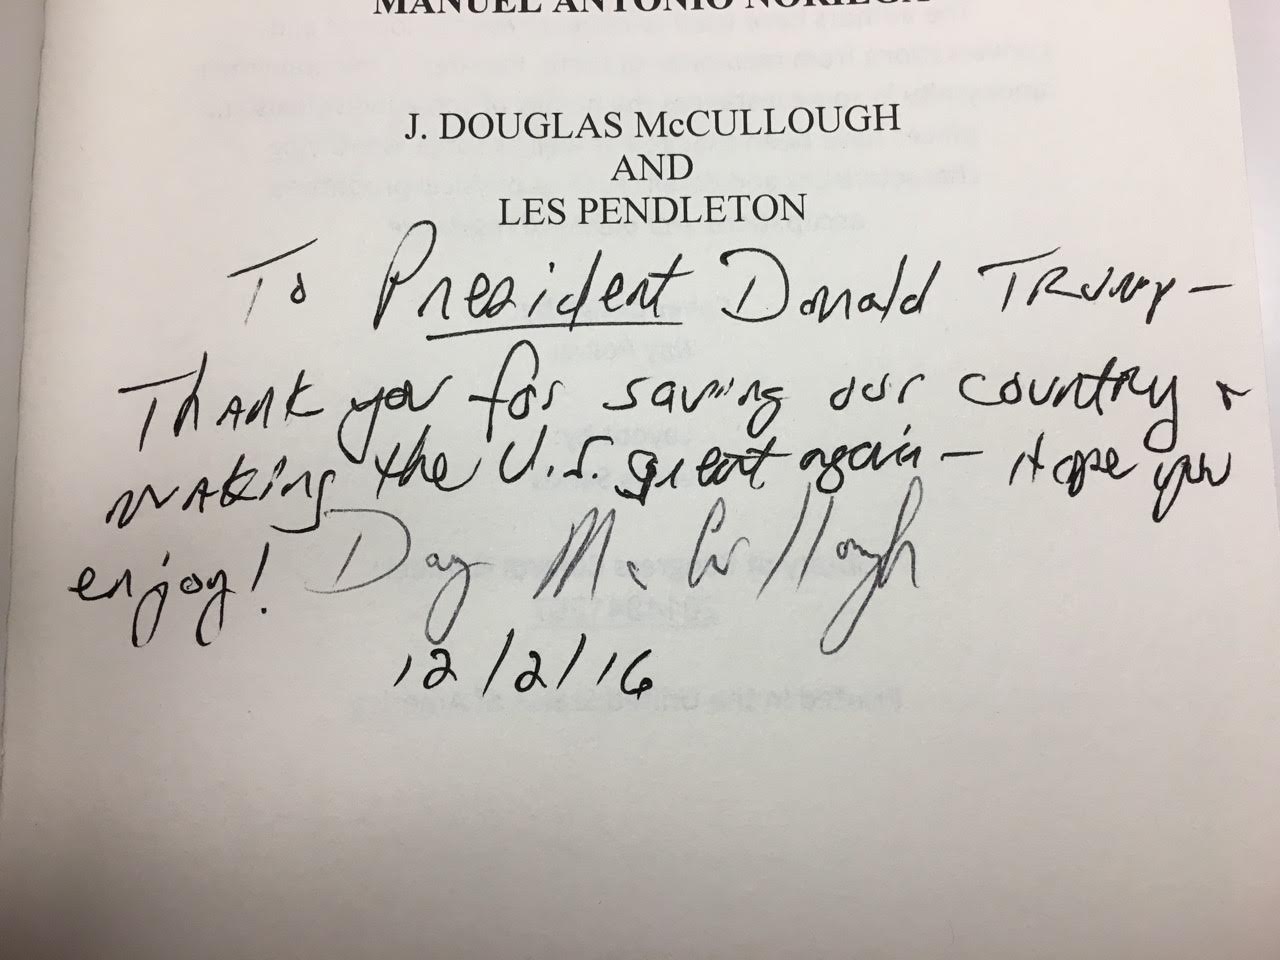 MANUEL ANTONIO NORIEGA
J. DOUGLAS McCULLOUGH
AND
LES PENDLETON
To President Donald Trump -
Thank you for saving our country &
making the U.S. great again - Hope you
enjoy! Doug McCullough
12/2/16